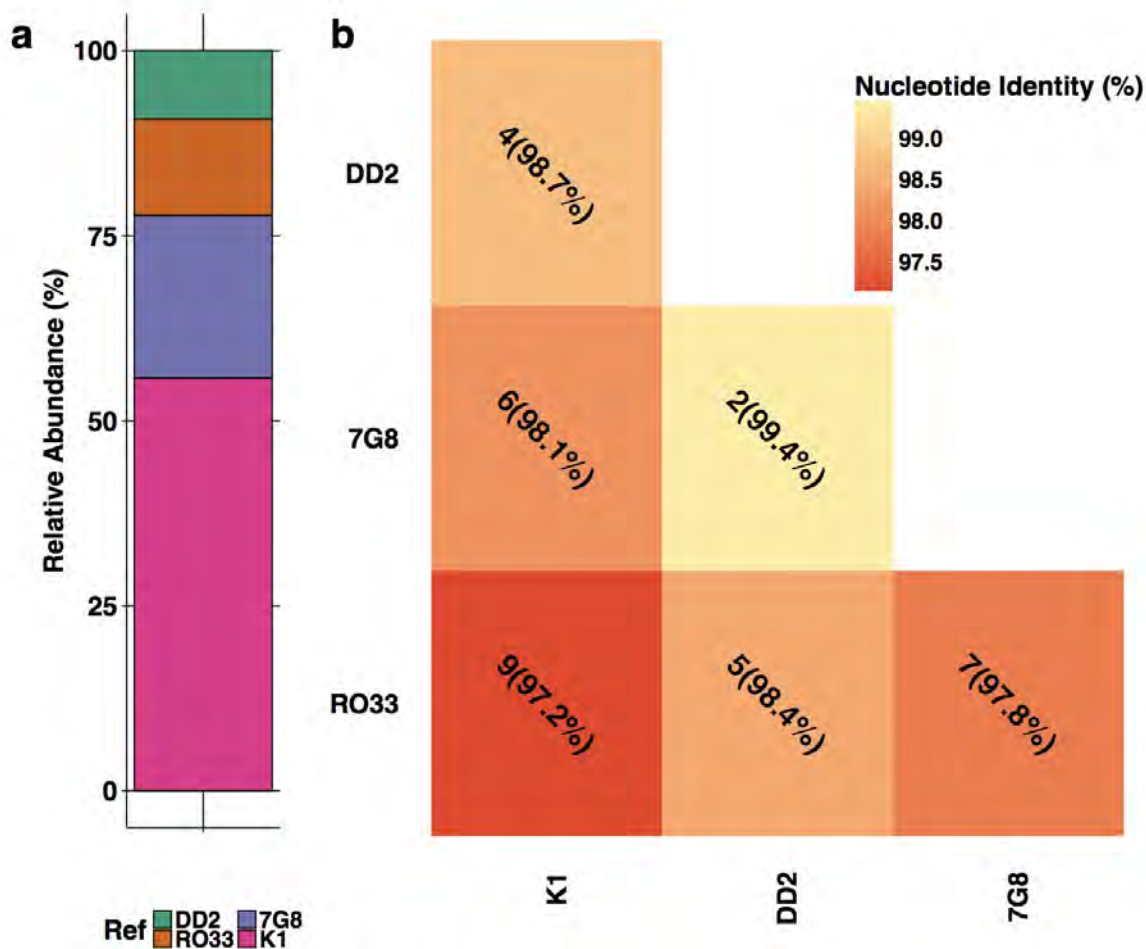 a
100
75
50
25
0
Relative Abundance (%)
Ref DD2 7G8
RO33 K1
b
Nucleotide Identity (%)
99.0
98.5
98.0
97.5
DD2
4(98.7%)
7G8
6(98.1%) 2(99.4%)
RO33
9(97.2%) 5(98.4%) 7(97.8%)
K1 DD2 7G8